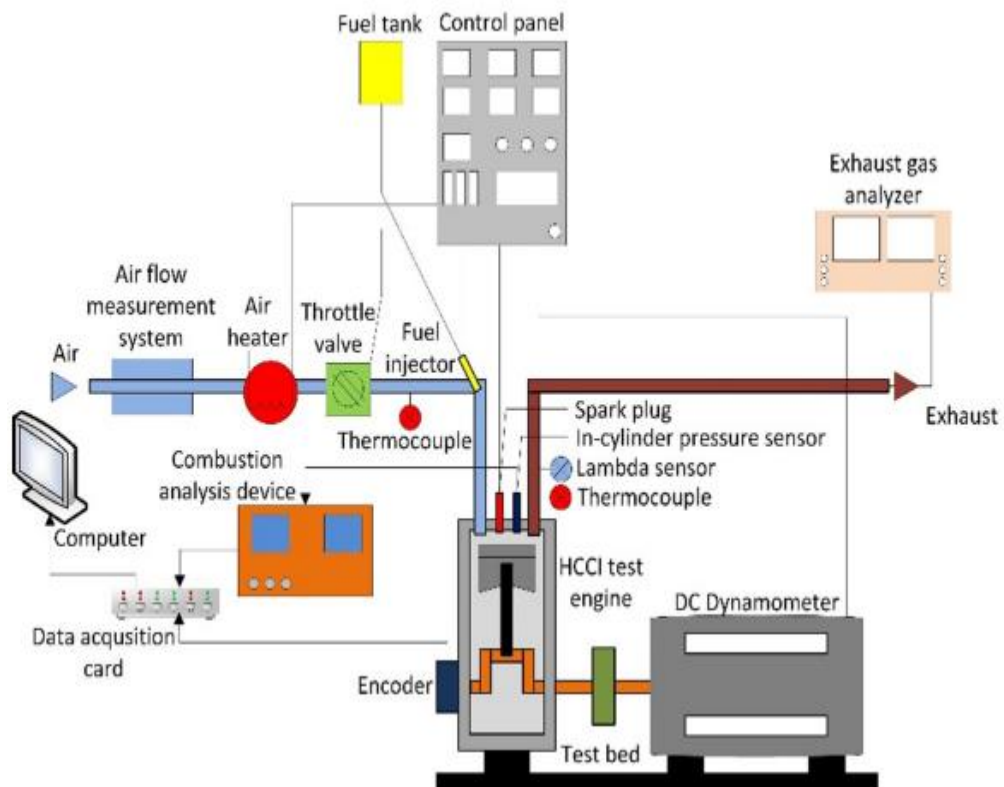 Fuel tank
Control panel
Exhaust gas
analyzer
Air flow
measurement
system
Air
heater
Throttle
valve
Fuel
injector
Air
Thermocouple
Spark plug
In-cylinder pressure sensor
Lambda sensor
Thermocouple
Exhaust
Combustion
analysis device
Computer
HCCI test
engine
DC Dynamometer
Data acqusition
card
Encoder
Test bed